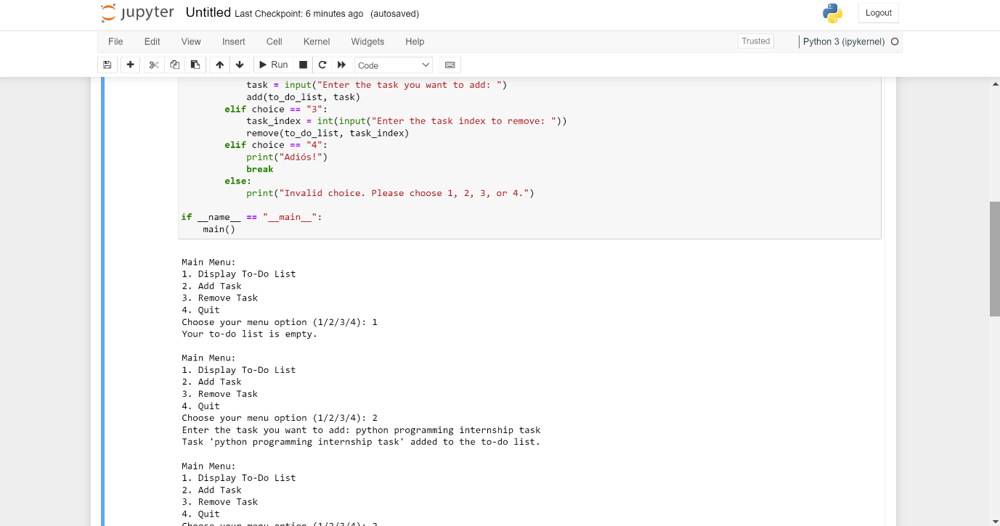 jupyter Untitled Last Checkpoint: 6 minutes ago (autosaved) Logout
File Edit View Insert Cell Kernel Widgets Help Trusted Python 3 (ipykernel)
Run Code
task = input("Enter the task you want to add: ")
add(to_do_list, task)
elif choice == "3":
task_index = int(input("Enter the task index to remove: "))
remove(to_do_list, task_index)
elif choice == "4":
print("Adiós!")
break
else:
print("Invalid choice. Please choose 1, 2, 3, or 4.")
if __name__ == "__main__":
main()
Main Menu:
1. Display To-Do List
2. Add Task
3. Remove Task
4. Quit
Choose your menu option (1/2/3/4): 1
Your to-do list is empty.
Main Menu:
1. Display To-Do List
2. Add Task
3. Remove Task
4. Quit
Choose your menu option (1/2/3/4): 2
Enter the task you want to add: python programming internship task
Task 'python programming internship task' added to the to-do list.
Main Menu:
1. Display To-Do List
2. Add Task
3. Remove Task
4. Quit
Choose your menu option (1/2/3/4):